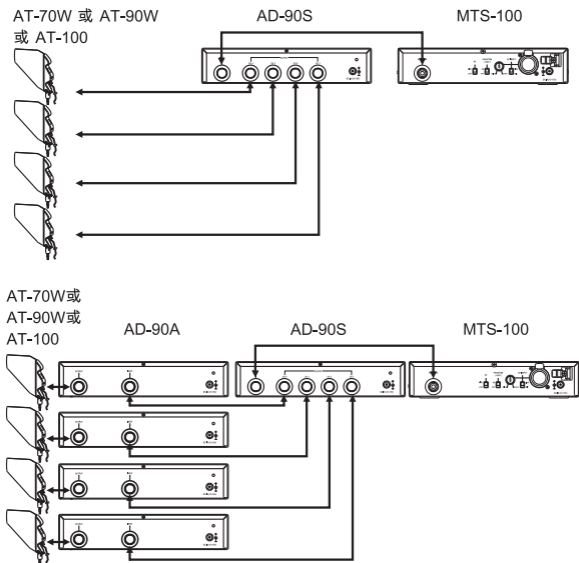 AT-70W 或 AT-90W
或 AT-100
AD-90S
MTS-100
AT-70W或
AT-90W或
AT-100
AD-90A
AD-90S
MTS-100